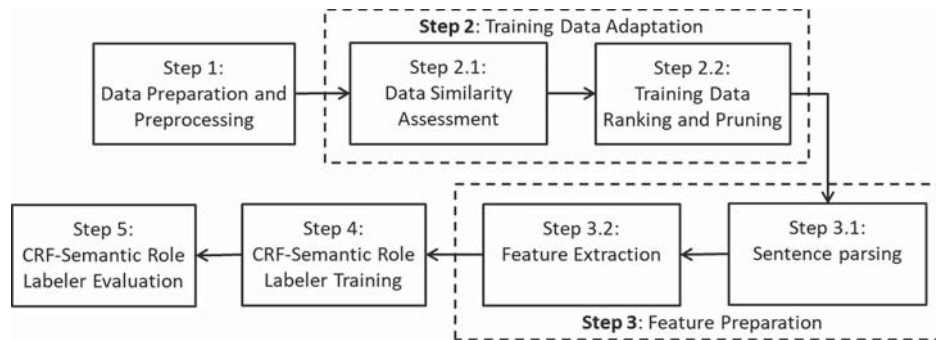 Step 2: Training Data Adaptation
Step 1:
Data Preparation and
Preprocessing
Step 2.1:
Data Similarity
Assessment
Step 2.2:
Training Data
Ranking and Pruning
Step 3.1:
Sentence parsing
Step 3.2:
Feature Extraction
Step 3: Feature Preparation
Step 4:
CRF-Semantic Role
Labeler Training
Step 5:
CRF-Semantic Role
Labeler Evaluation